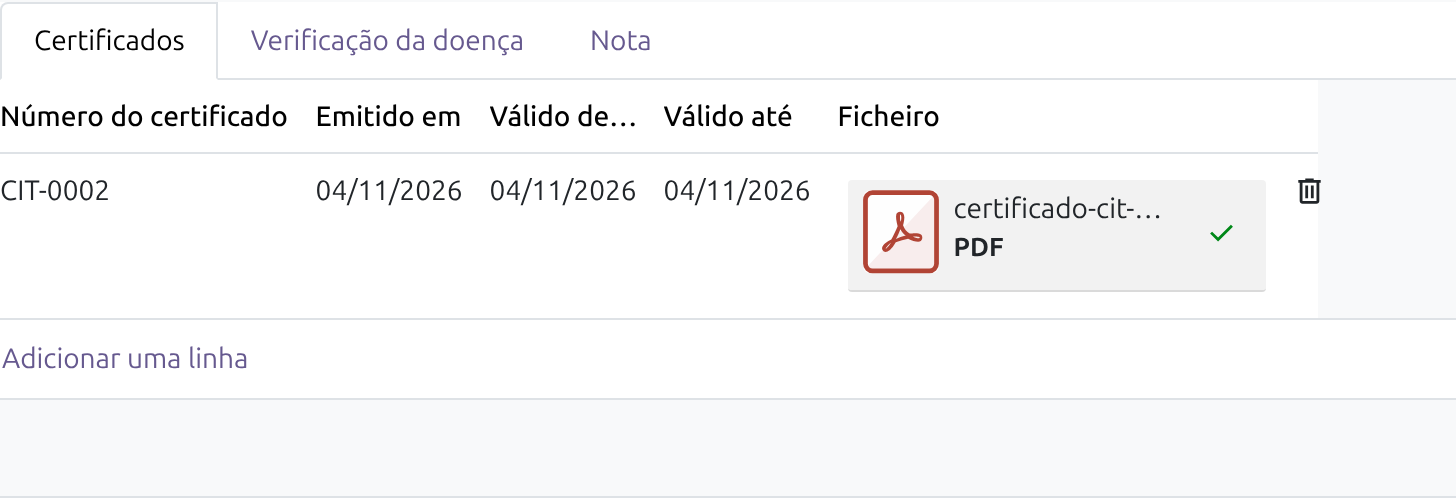 Certificados Verificação da doença Nota
Número do certificado Emitido em Válido de... Válido até Ficheiro
CIT-0002 04/11/2026 04/11/2026 04/11/2026 certificado-cit-...
PDF
Adicionar uma linha